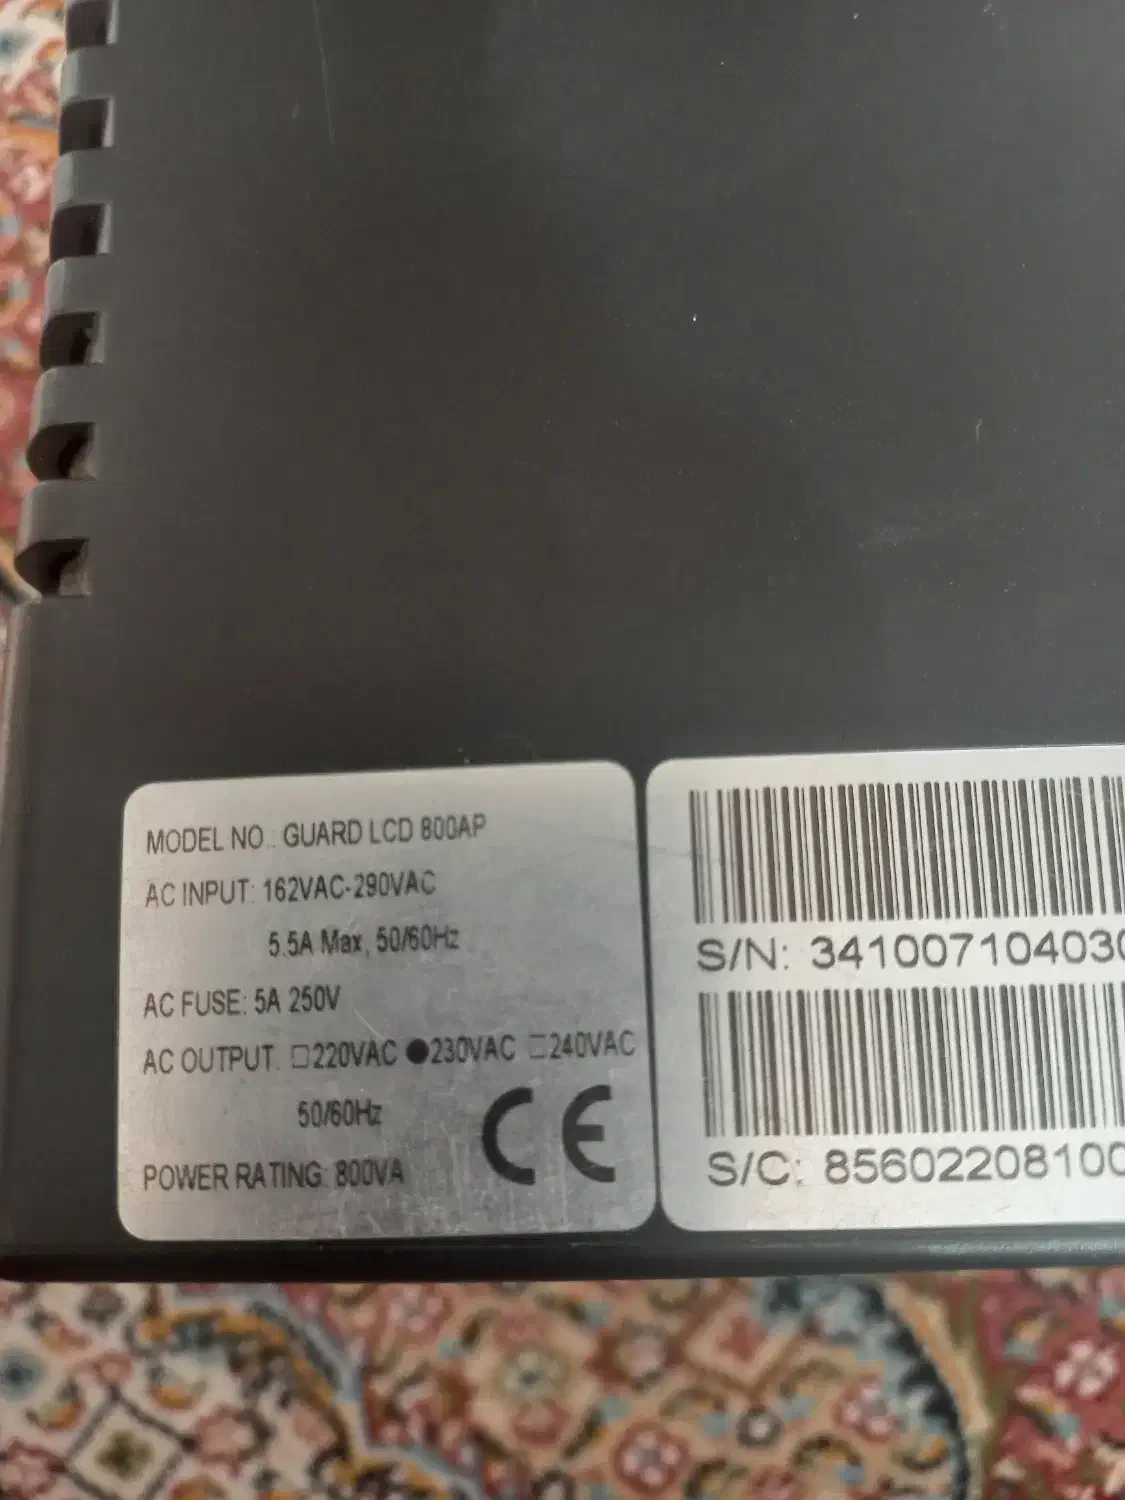 MODEL NO.: GUARD LCD 800AP
AC INPUT: 162VAC-290VAC
5.5A Max, 50/60Hz
AC FUSE: 5A 250V
AC OUTPUT: □220VAC ●230VAC □240VAC
50/60Hz
CE
POWER RATING: 800VA
S/N: 341007104030
S/C: 856022208100